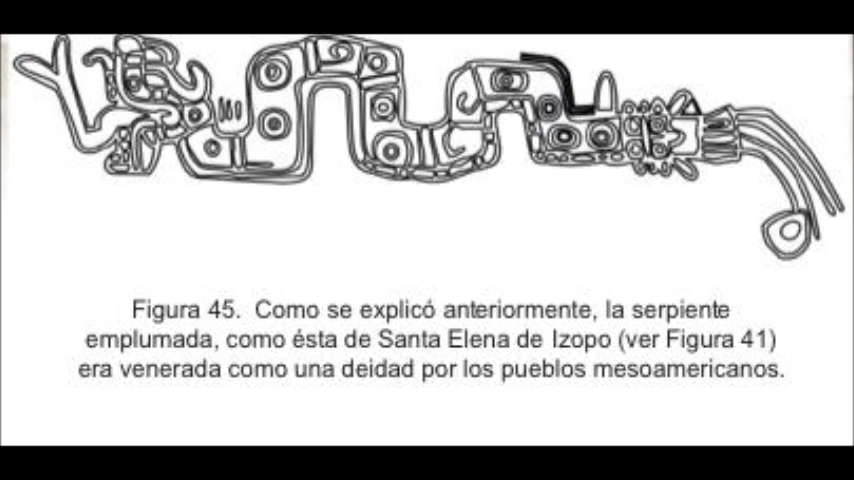 Figura 45. Como se explicó anteriormente, la serpiente
emplumada, como ésta de Santa Elena de Izopo (ver Figura 41)
era venerada como una deidad por los pueblos mesoamericanos.